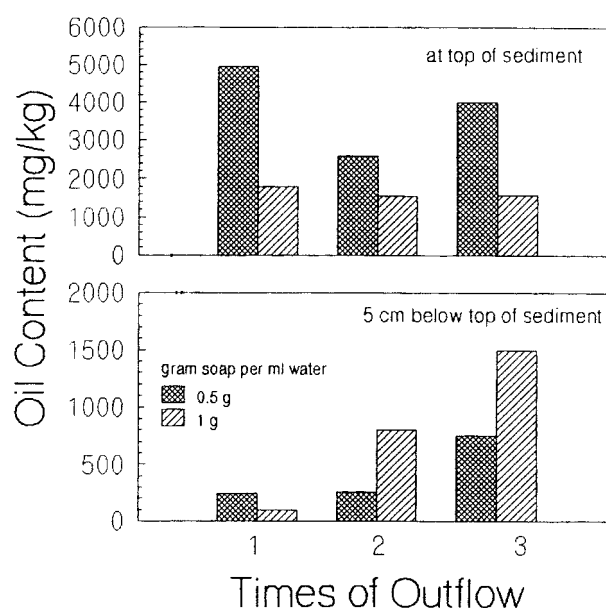 Oil Content (mg/kg)
6000
5000
4000
3000
2000
1000
0
at top of sediment
2000
1500
1000
500
0
5 cm below top of sediment
gram soap per ml water
0.5 g
1 g
1 2 3
Times of Outflow